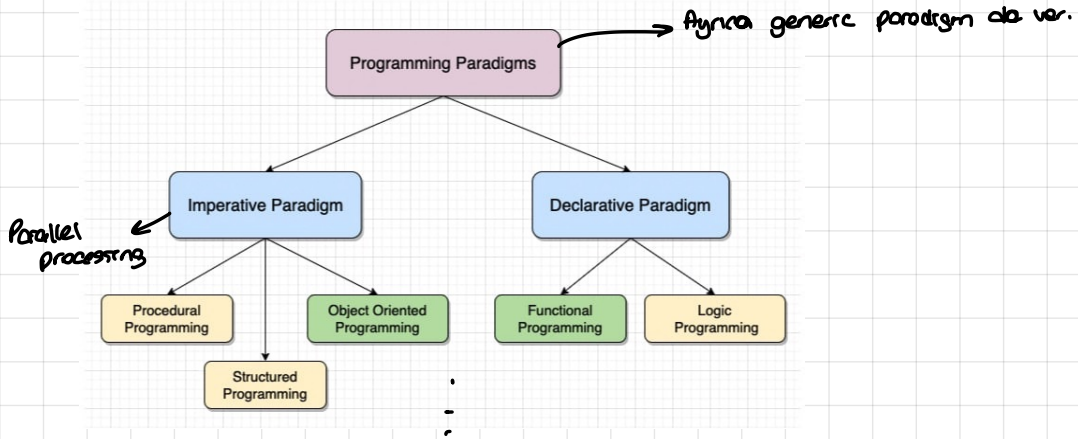 Ayrıca generic paradigm da var.
Programming Paradigms
Imperative Paradigm
Declarative Paradigm
Parallel
processing
Procedural
Programming
Object Oriented
Programming
Functional
Programming
Logic
Programming
Structured
Programming